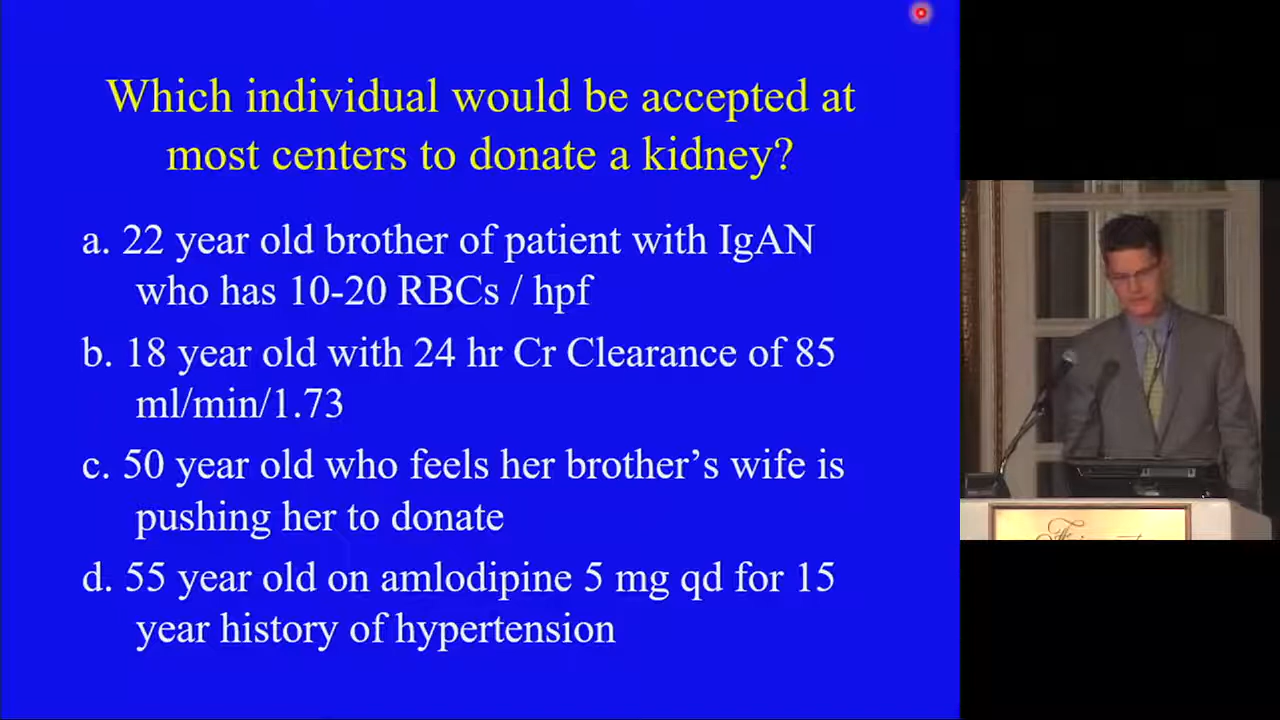 Which individual would be accepted at
most centers to donate a kidney?
a. 22 year old brother of patient with IgAN
who has 10-20 RBCs / hpf
b. 18 year old with 24 hr Cr Clearance of 85
ml/min/1.73
c. 50 year old who feels her brother's wife is
pushing her to donate
d. 55 year old on amlodipine 5 mg qd for 15
year history of hypertension
The